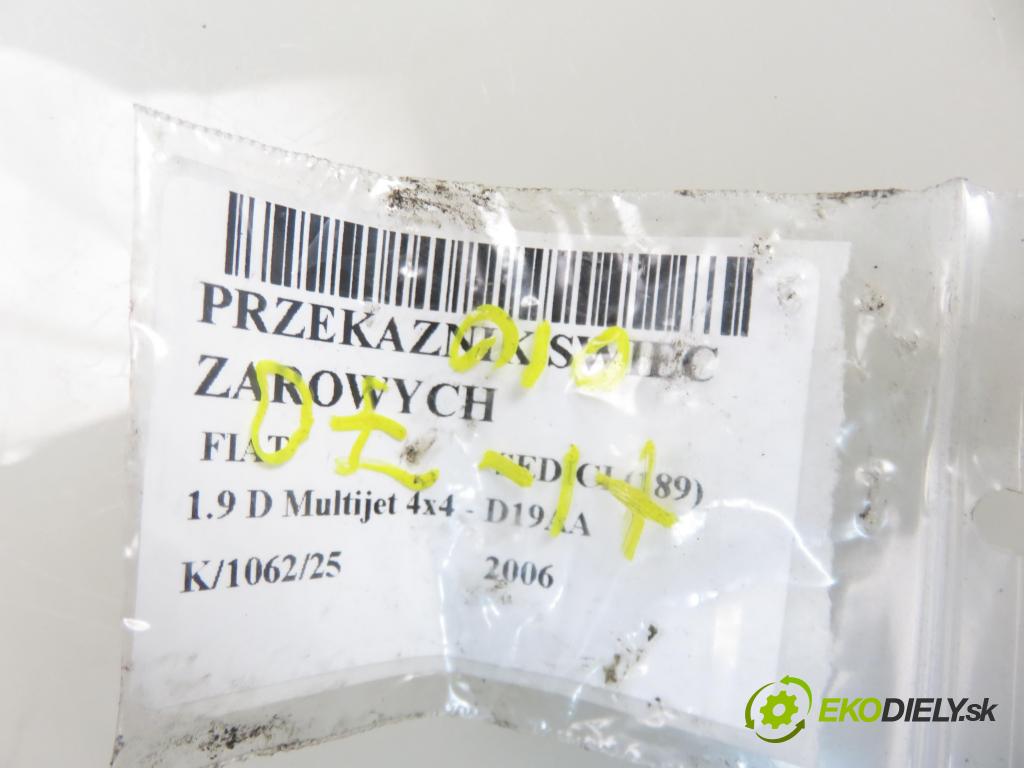 PRZEKAZNIK SWIEC
ZAROWYCH
FIAT SEDICI (189)
1.9 D Multijet 4x4 - D19AA
K/1062/25 2006
EKODIELY.sk